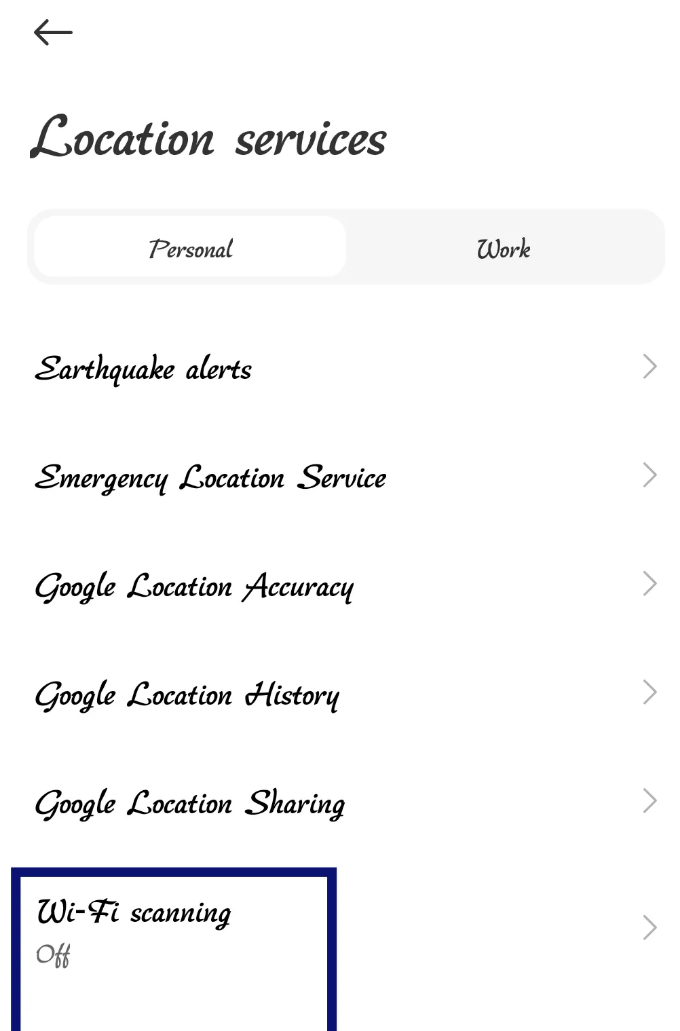 Location services
Personal
Work
Earthquake alerts
Emergency Location Service
Google Location Accuracy
Google Location History
Google Location Sharing
Wi-Fi scanning
Off